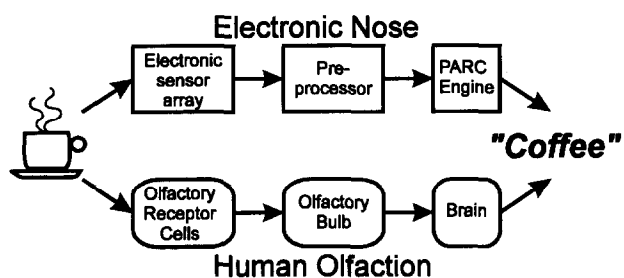 Electronic Nose
Electronic
sensor
array
Pre-
processor
PARC
Engine
"Coffee"
Olfactory
Receptor
Cells
Olfactory
Bulb
Brain
Human Olfaction